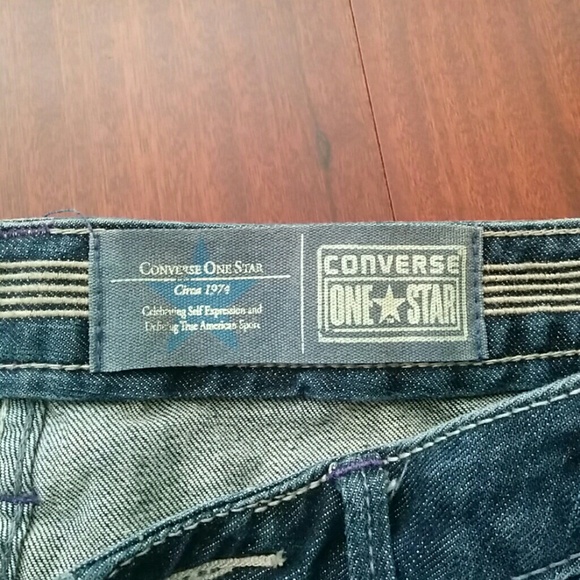 CONVERSE ONE STAR
Circa 1974
Celebrating Self Expression and
Defining True American Sport
CONVERSE
ONE★STAR